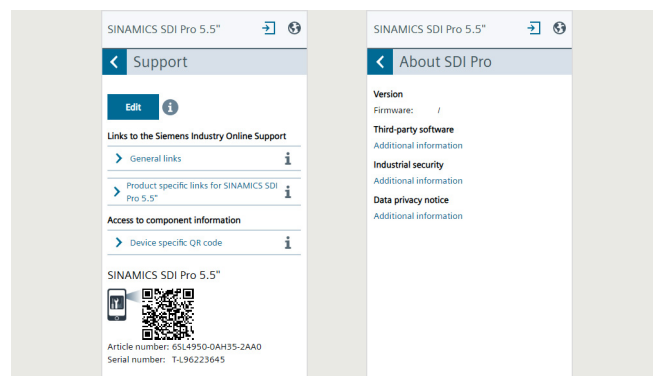 SINAMICS SDI Pro 5.5"
Support
Edit
Links to the Siemens Industry Online Support
General links
Product specific links for SINAMICS SDI
Pro 5.5"
Access to component information
Device specific QR code
SINAMICS SDI Pro 5.5"
Article number: 6SL4950-0AH35-2AA0
Serial number: T-L96223645
SINAMICS SDI Pro 5.5"
About SDI Pro
Version
Firmware: /
Third-party software
Additional information
Industrial security
Additional information
Data privacy notice
Additional information